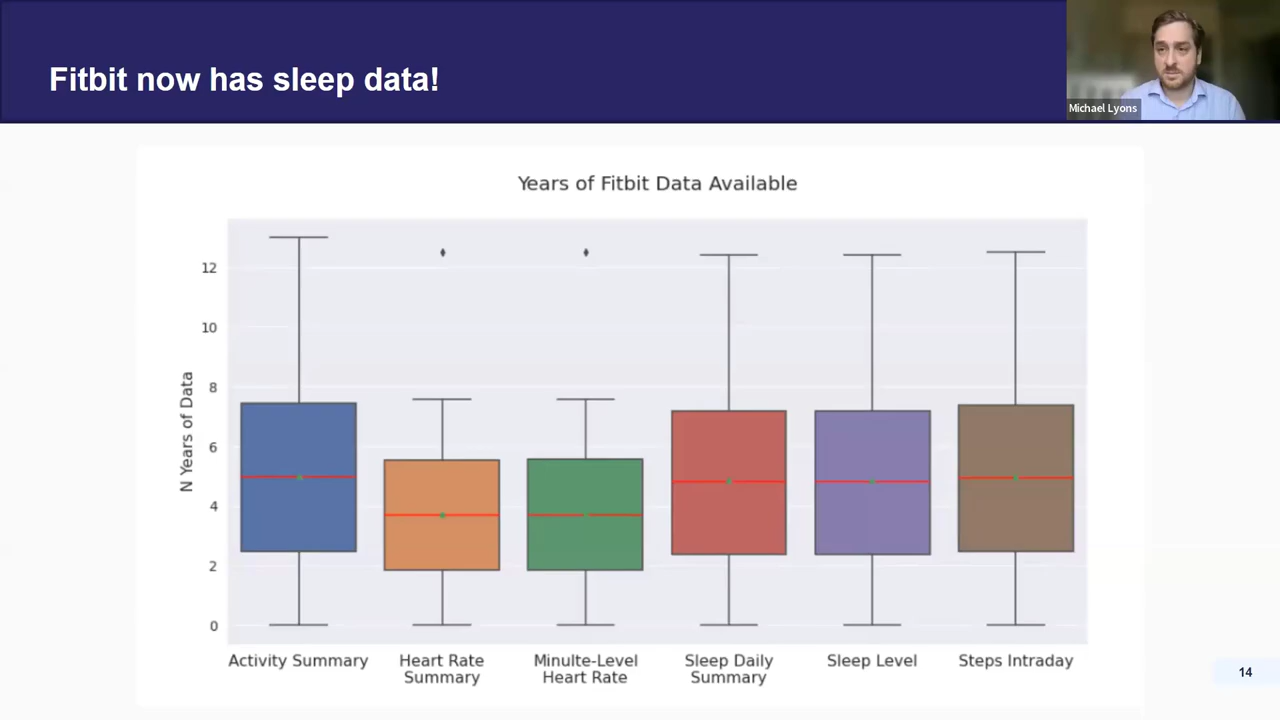 Fitbit now has sleep data!
Michael Lyons
Years of Fitbit Data Available
N Years of Data
12
10
8
6
4
2
0
Activity Summary
Heart Rate
Summary
Minulte-Level
Heart Rate
Sleep Daily
Summary
Sleep Level
Steps Intraday
14